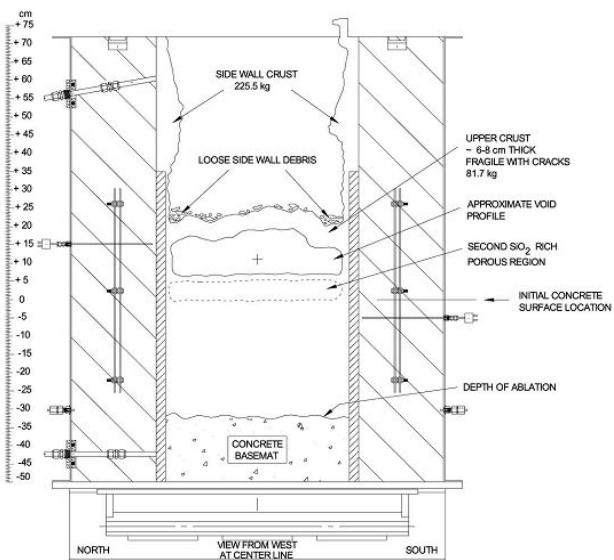 cm
+ 75
+ 70
+ 65
+ 60
+ 55
+ 50
+ 45
+ 40
+ 35
+ 30
+ 25
+ 20
+ 15
+ 10
+ 5
0
-5
-10
-15
-20
-25
-30
-35
-40
-45
-50
SIDE WALL CRUST
225.5 kg
LOOSE SIDE WALL DEBRIS
UPPER CRUST
~ 6-8 cm THICK
FRAGILE WITH CRACKS
81.7 kg
APPROXIMATE VOID
PROFILE
SECOND SiO₂ RICH
POROUS REGION
INITIAL CONCRETE
SURFACE LOCATION
DEPTH OF ABLATION
CONCRETE
BASEMAT
NORTH
VIEW FROM WEST
AT CENTER LINE
SOUTH